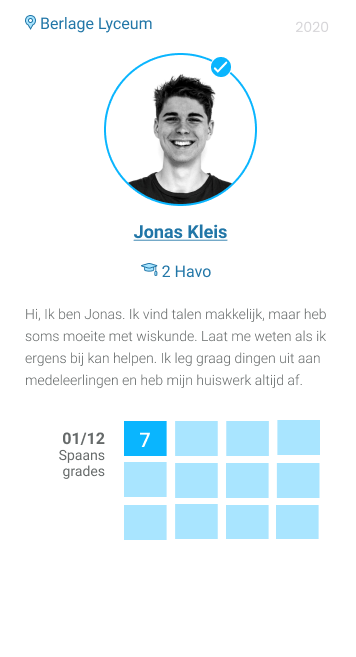 Berlage Lyceum
2020
Jonas Kleis
2 Havo
Hi, Ik ben Jonas. Ik vind talen makkelijk, maar heb
soms moeite met wiskunde. Laat me weten als ik
ergens bij kan helpen. Ik leg graag dingen uit aan
medeleerlingen en heb mijn huiswerk altijd af.
01/12
7
Spaans
grades